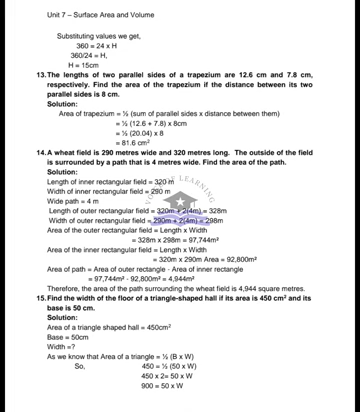 Unit 7 – Surface Area and Volume
Substituting values we get,
360 = 24 x H
360/24 = H,
H = 15cm
13. The lengths of two parallel sides of a trapezium are 12.6 cm and 7.8 cm,
respectively. Find the area of the trapezium if the distance between its two
parallel sides is 8 cm.
Solution:
Area of trapezium = ½ (sum of parallel sides x distance between them)
= ½ (12.6 + 7.8) x 8cm
= ½ (20.04) x 8
= 81.6 cm²
14. A wheat field is 290 metres wide and 320 metres long. The outside of the field
is surrounded by a path that is 4 metres wide. Find the area of the path.
Solution:
Length of inner rectangular field = 320 m
Width of inner rectangular field = 290 m
Wide path = 4 m
Length of outer rectangular field = 320m + 2(4m) = 328m
Width of outer rectangular field = 290m + 2(4m) = 298m
Area of the outer rectangular field = Length x Width
= 328m x 298m = 97,744m²
Area of the inner rectangular field = Length x Width
= 320m x 290m Area = 92,800m²
Area of path = Area of outer rectangle - Area of inner rectangle
= 97,744m² - 92,800m² = 4,944m²
Therefore, the area of the path surrounding the wheat field is 4,944 square metres.
15. Find the width of the floor of a triangle-shaped hall if its area is 450 cm² and its
base is 50 cm.
Solution:
Area of a triangle shaped hall = 450cm²
Base = 50cm
Width =?
As we know that Area of a triangle = ½ (B x W)
So, 450 = ½ (50 x W)
450 x 2= 50 x W
900 = 50 x W